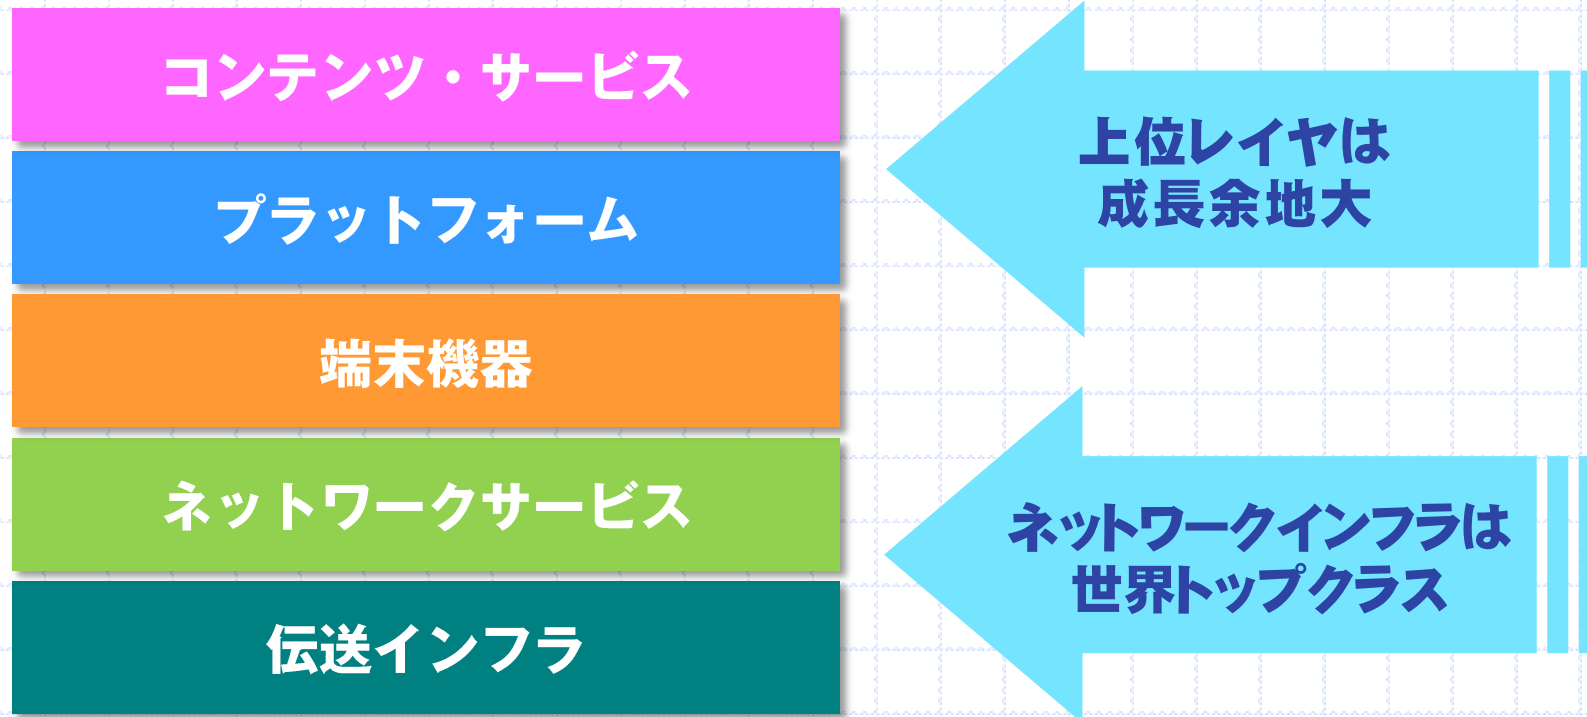 コンテンツ・サービス
プラットフォーム
端末機器
ネットワークサービス
伝送インフラ
上位レイヤは
成長余地大
ネットワークインフラは
世界トップクラス